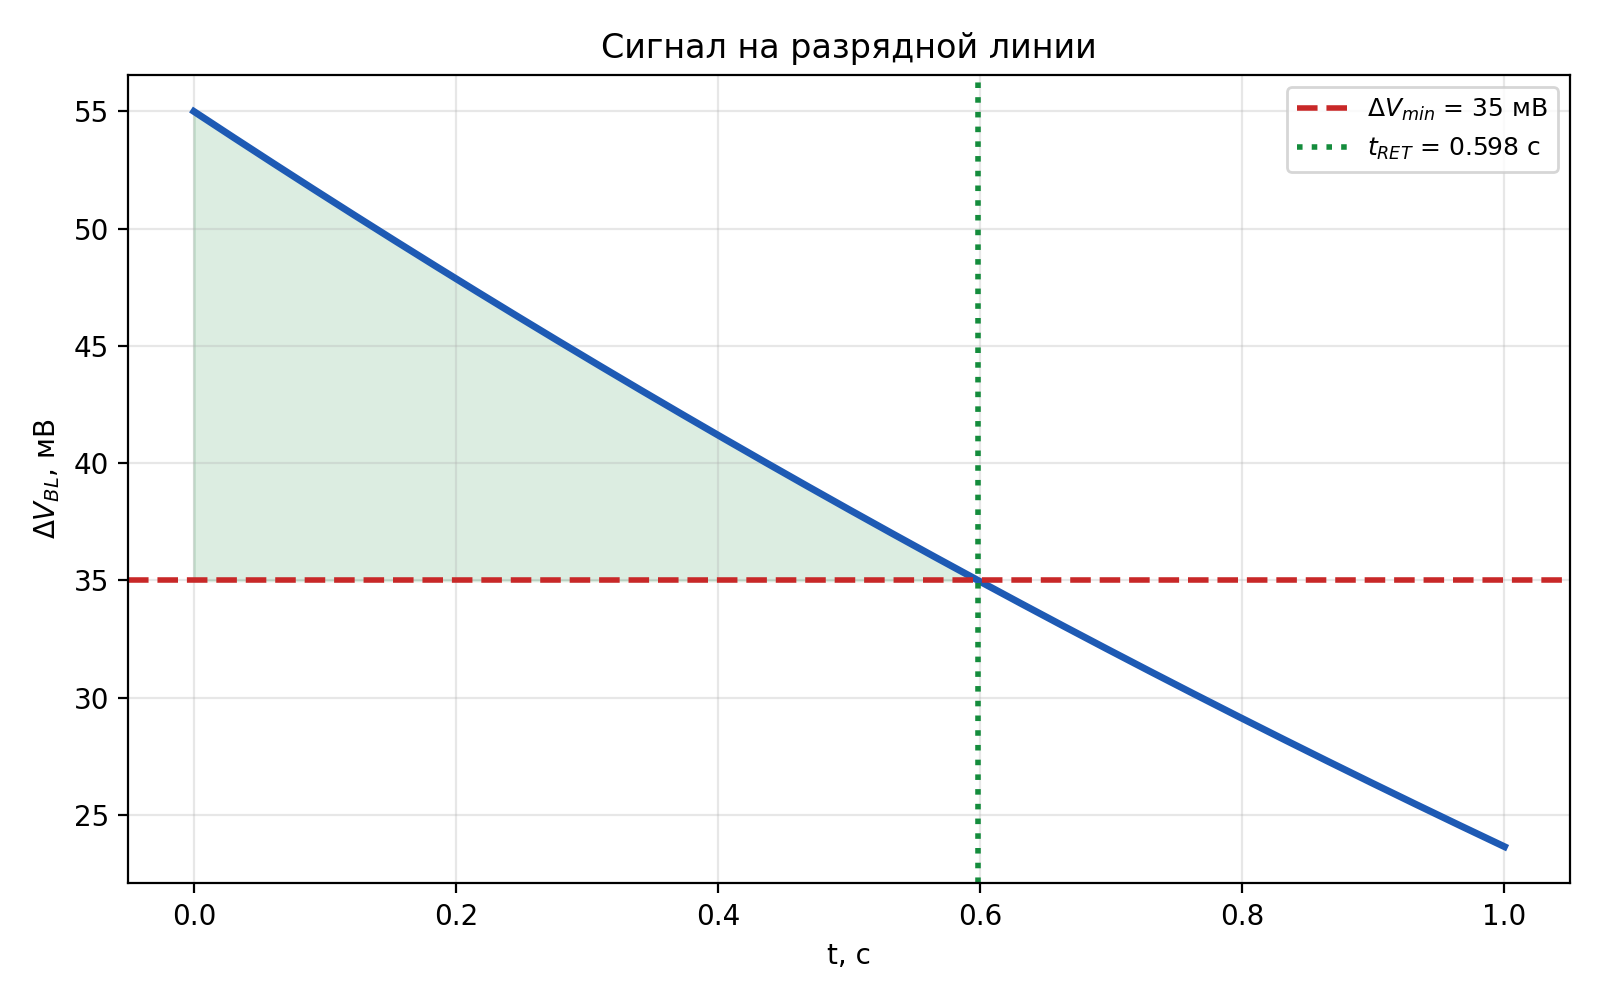 Сигнал на разрядной линии
ΔV_min = 35 мВ
t_RET = 0.598 с
ΔV_BL, мВ
55
50
45
40
35
30
25
0.0 0.2 0.4 0.6 0.8 1.0
t, с